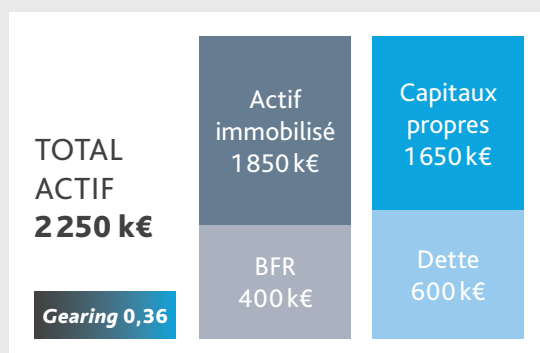 TOTAL
ACTIF
2 250 k€
Gearing 0,36
Actif
immobilisé
1 850 k€
BFR
400 k€
Capitaux
propres
1 650 k€
Dette
600 k€